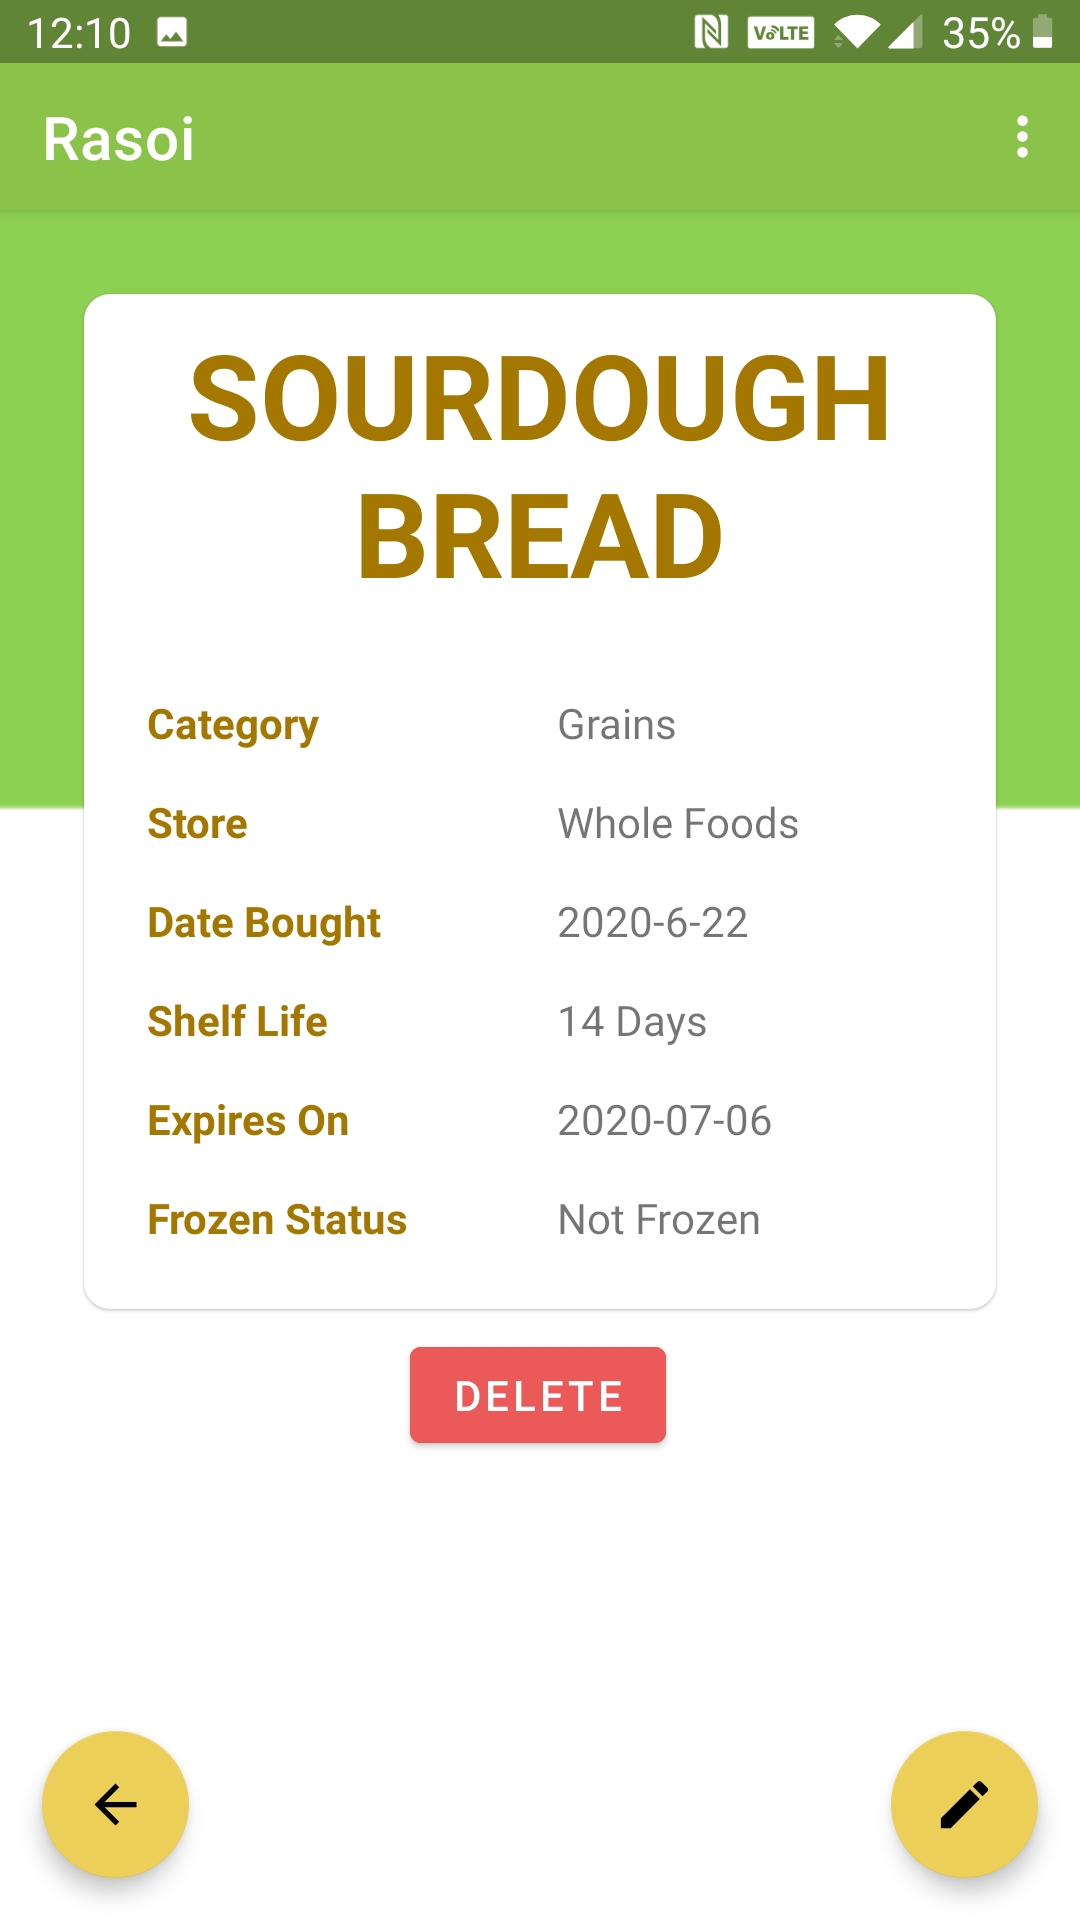 12:10 VoLTE 35%
Rasoi
SOURDOUGH
BREAD
Category Grains
Store Whole Foods
Date Bought 2020-6-22
Shelf Life 14 Days
Expires On 2020-07-06
Frozen Status Not Frozen
DELETE